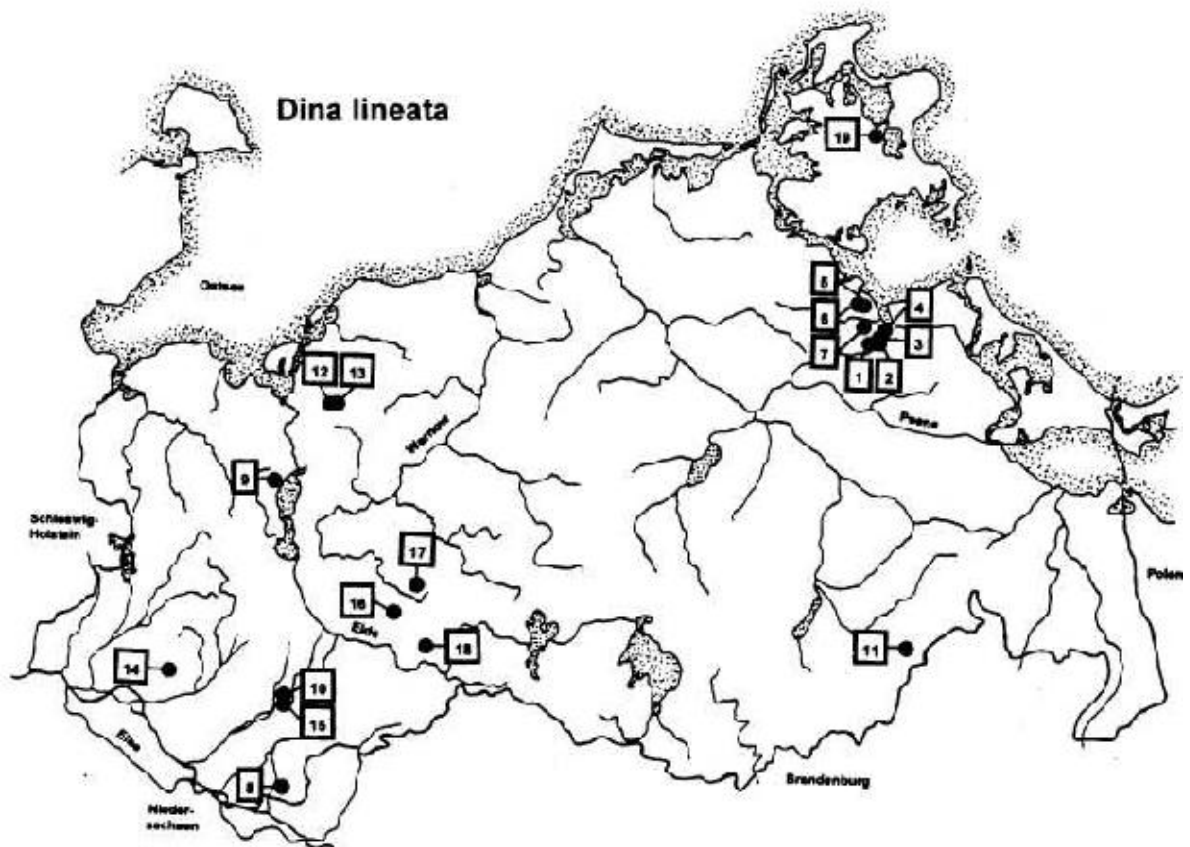 Dina lineata
19
Ostsee
5
6
4
7
3
1
2
12
13
Warnow
Peene
9
Schleswig-
Holstein
17
Polen
16
Elde
18
11
14
10
15
Elbe
8
Brandenburg
Nieder-
sachsen